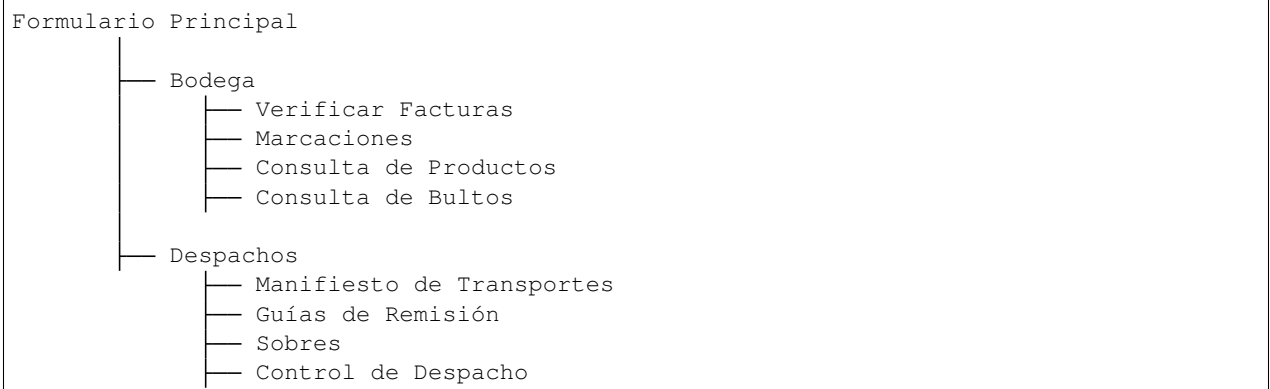 Formulario Principal
Bodega
Verificar Facturas
Marcaciones
Consulta de Productos
Consulta de Bultos
Despachos
Manifiesto de Transportes
Guías de Remisión
Sobres
Control de Despacho